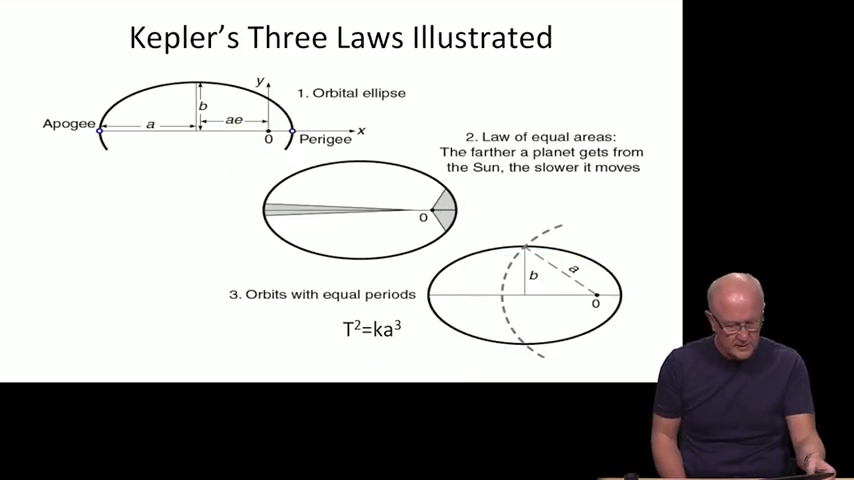 Kepler's Three Laws Illustrated
y
1. Orbital ellipse
b
Apogee
a
ae
x
0
Perigee
2. Law of equal areas:
The farther a planet gets from
the Sun, the slower it moves
0
a
b
3. Orbits with equal periods
0
T²=ka³